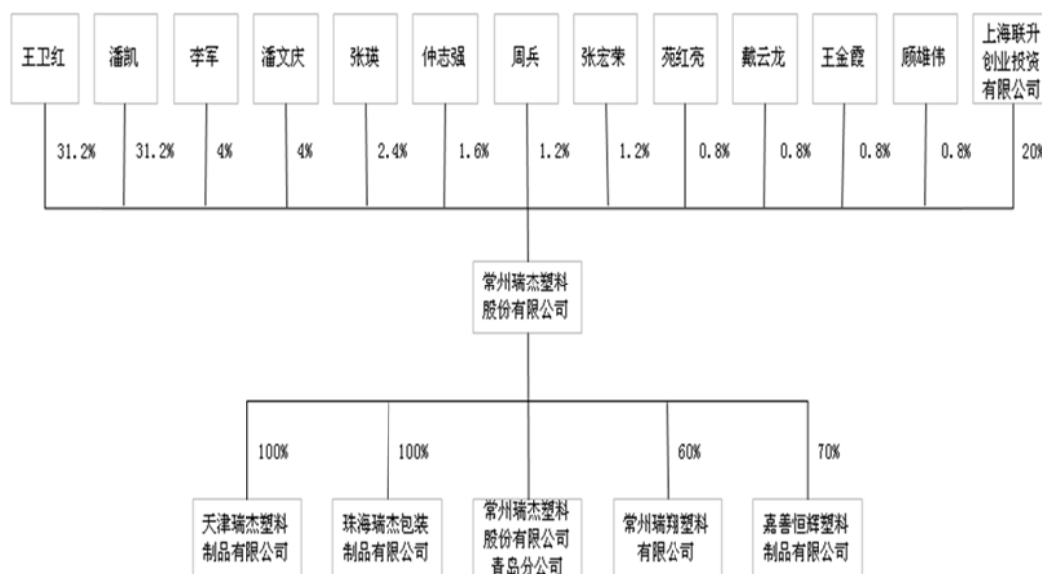 王卫红
潘凯
李军
潘文庆
张瑛
仲志强
周兵
张宏荣
苑红亮
戴云龙
王金霞
顾雄伟
上海联升
创业投资
有限公司
31.2%
31.2%
4%
4%
2.4%
1.6%
1.2%
1.2%
0.8%
0.8%
0.8%
0.8%
20%
常州瑞杰塑料
股份有限公司
100%
100%
60%
70%
天津瑞杰塑料
制品有限公司
珠海瑞杰包装
制品有限公司
常州瑞杰塑料
股份有限公司
青岛分公司
常州瑞翔塑料
有限公司
嘉善恒辉塑料
制品有限公司